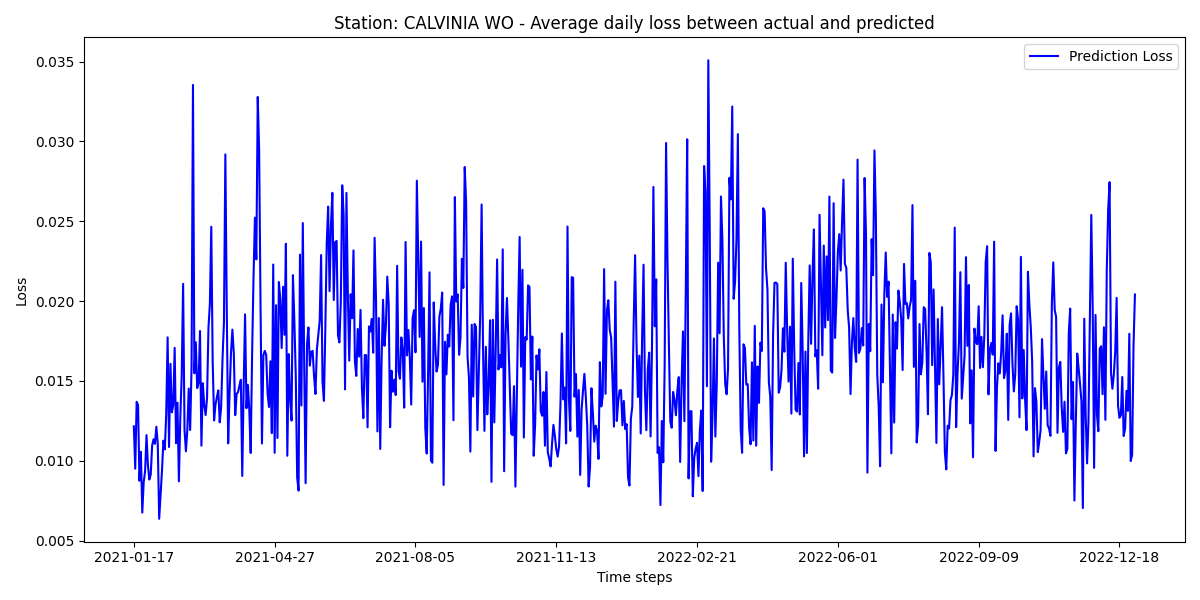 Station: CALVINIA WO - Average daily loss between actual and predicted
Prediction Loss
0.035
0.030
0.025
0.020
0.015
0.010
0.005
Loss
2021-01-17 2021-04-27 2021-08-05 2021-11-13 2022-02-21 2022-06-01 2022-09-09 2022-12-18
Time steps